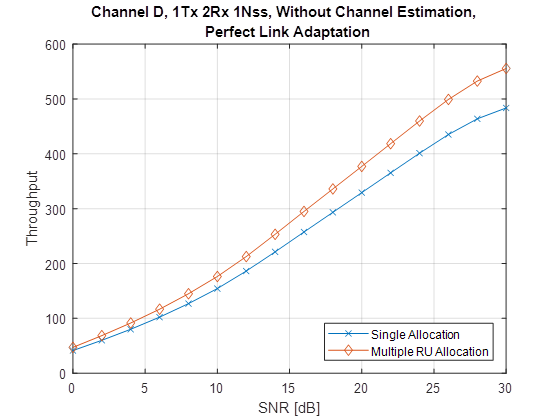 Channel D, 1Tx 2Rx 1Nss, Without Channel Estimation,
Perfect Link Adaptation
600
500
400
300
200
100
0
Throughput
0 5 10 15 20 25 30
SNR [dB]
Single Allocation
Multiple RU Allocation